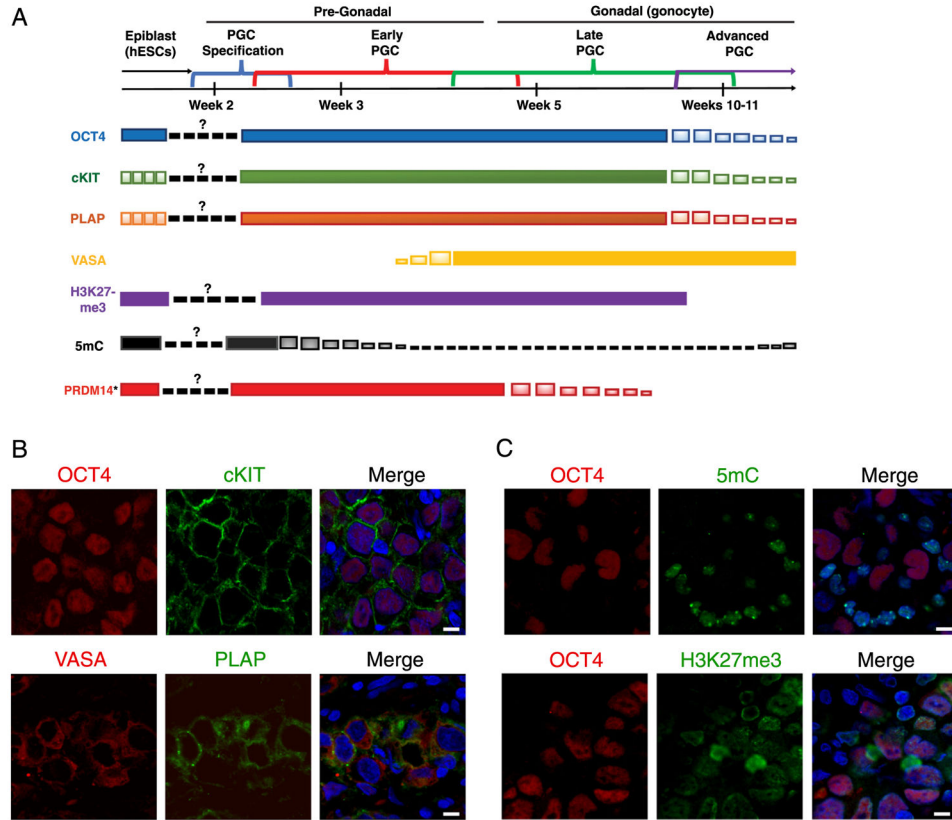 A
Pre-Gonadal
Gonadal (gonocyte)
Epiblast
(hESCs)
PGC
Specification
Early
PGC
Late
PGC
Advanced
PGC
Week 2
Week 3
Week 5
Weeks 10-11
OCT4
?
cKIT
?
PLAP
?
VASA
H3K27-
me3
?
5mC
?
PRDM14*
?
B
OCT4
cKIT
Merge
VASA
PLAP
Merge
C
OCT4
5mC
Merge
OCT4
H3K27me3
Merge